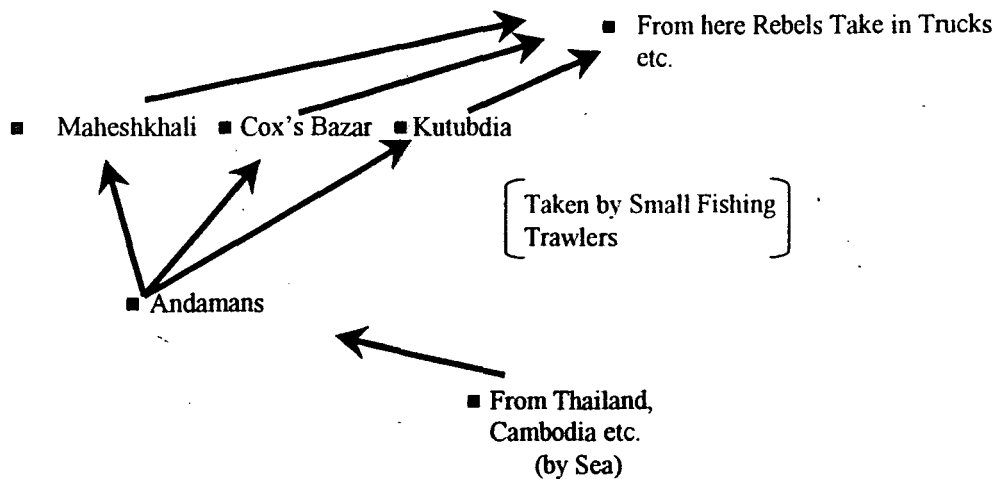 ■ From here Rebels Take in Trucks
etc.
■ Maheshkhali ■ Cox's Bazar ■ Kutubdia
Taken by Small Fishing
Trawlers
■ Andamans
■ From Thailand,
Cambodia etc.
(by Sea)